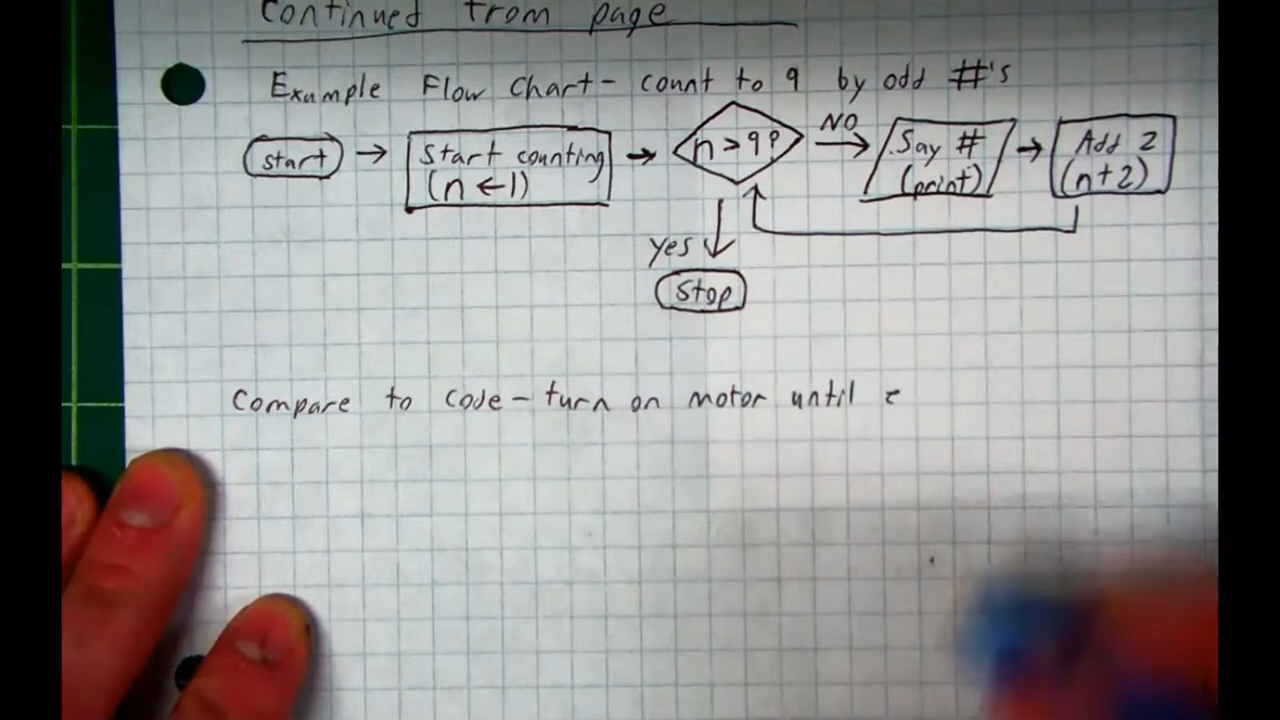 Continued from page
Example Flow Chart - count to 9 by odd #'s
start
Start counting
(n ← 1)
n > 9?
NO
Say #
(print)
Add 2
(n+2)
yes
Stop
Compare to code - turn on motor until